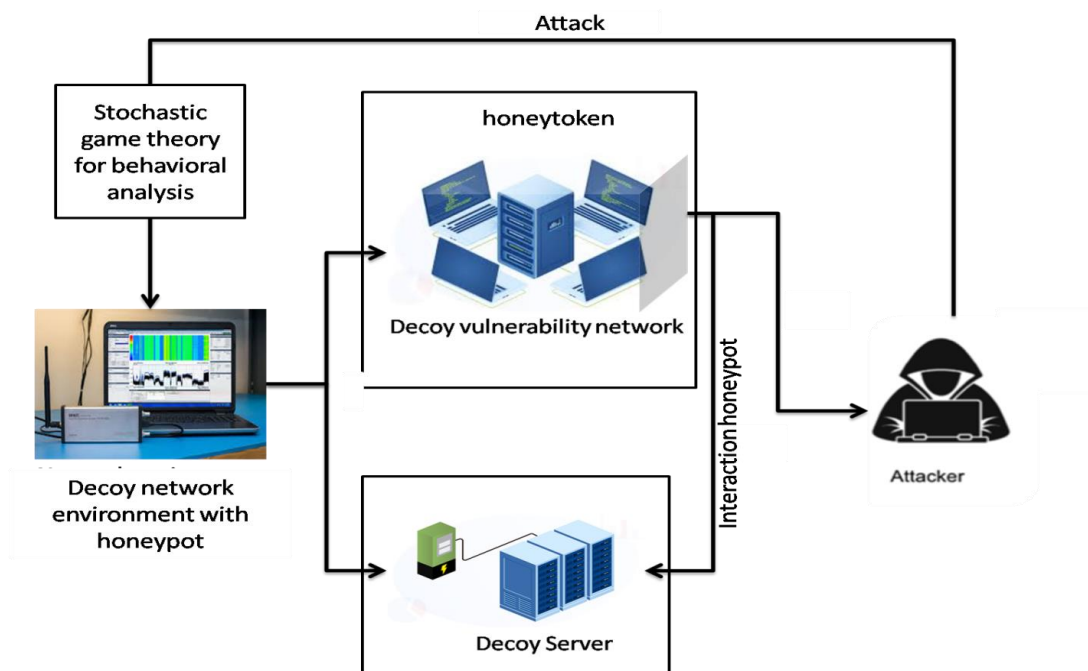 Attack
Stochastic
game theory
for behavioral
analysis
honeytoken
Decoy vulnerability network
Interaction honeypot
Attacker
Decoy network
environment with
honeypot
Decoy Server